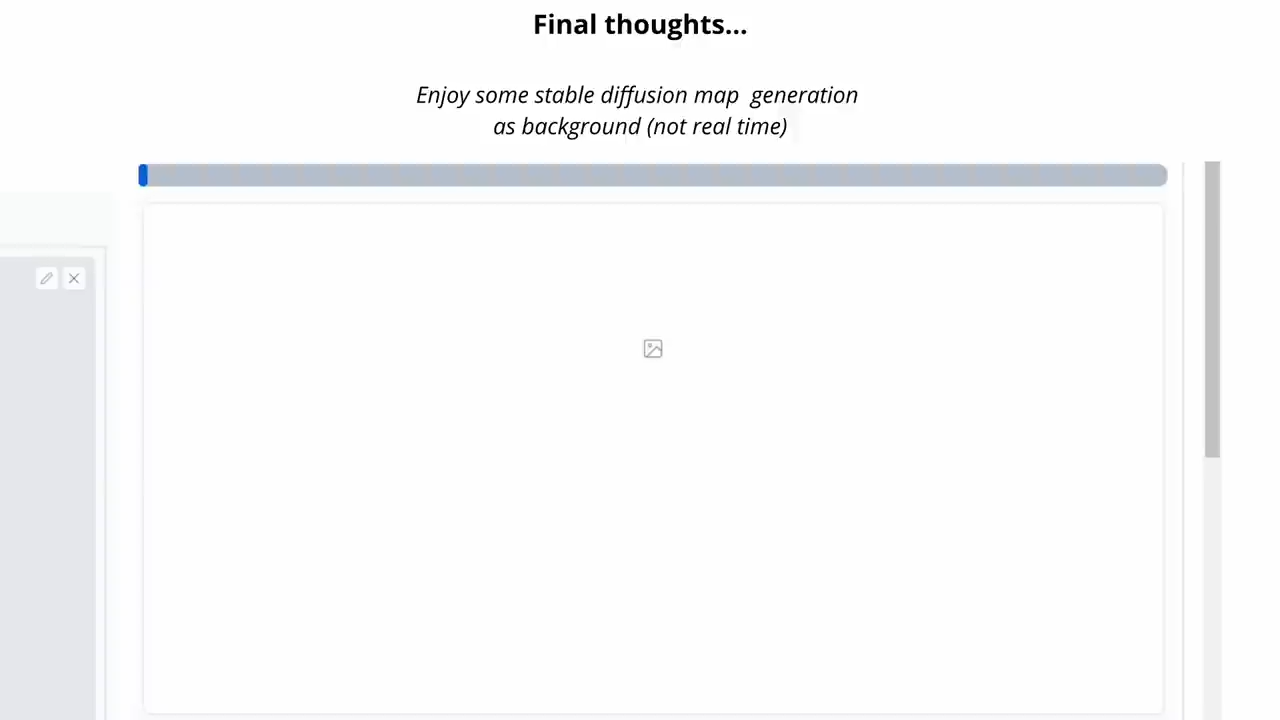 Final thoughts...
Enjoy some stable diffusion map  generation
as background (not real time)